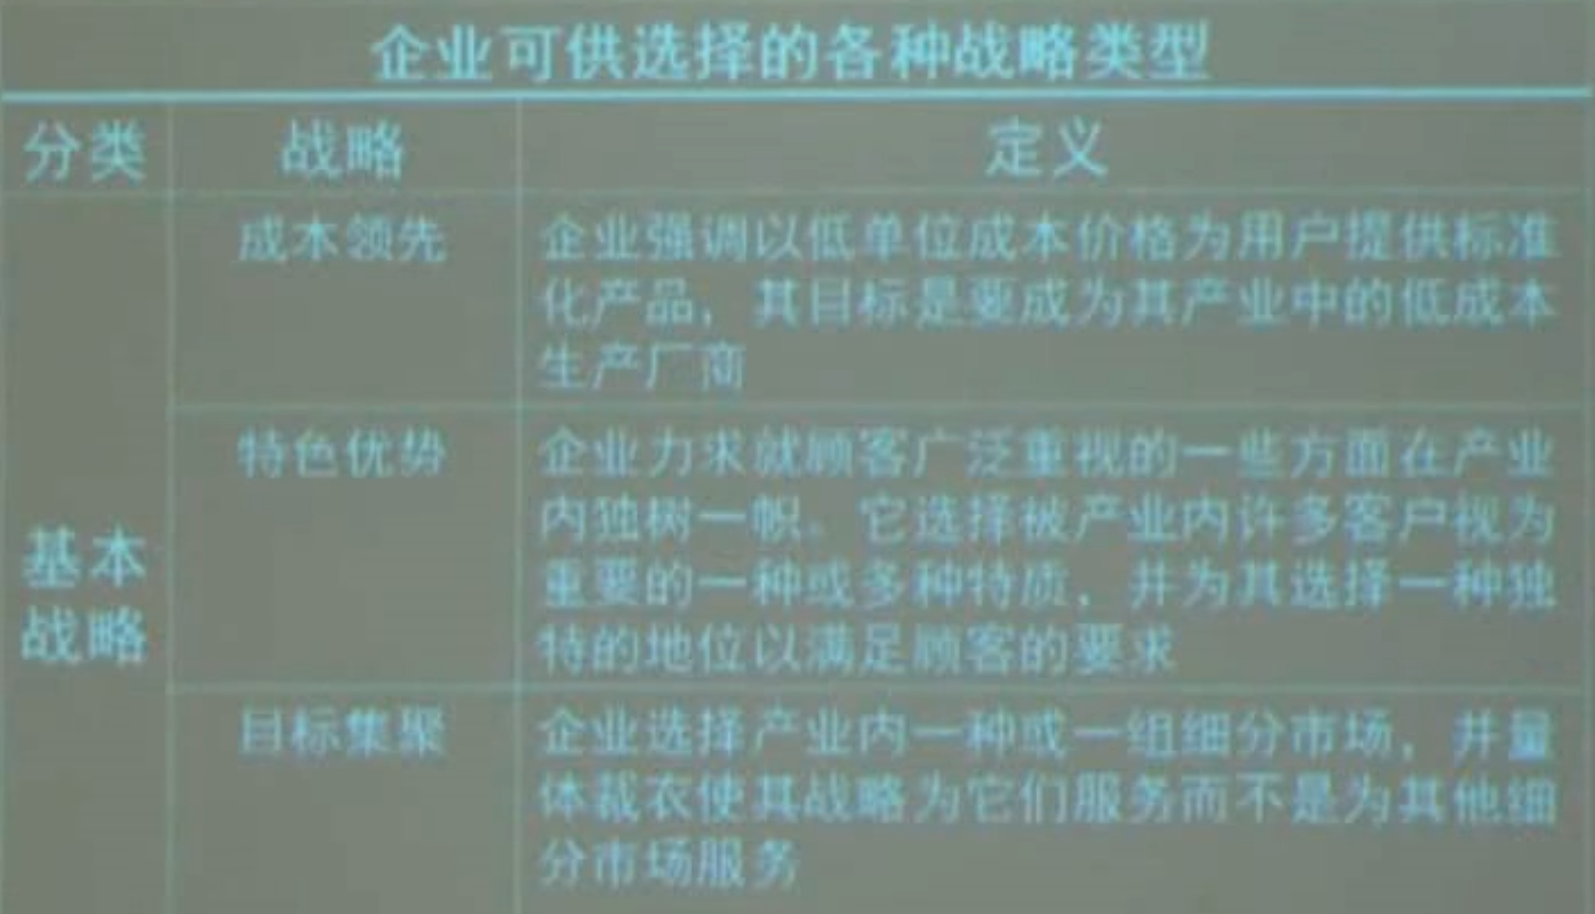 企业可供选择的各种战略类型
分类 战略 定义
成本领先 企业强调以低单位成本价格为用户提供标准
化产品，其目标是要成为其产业中的低成本
生产厂商
特色优势 企业力求就顾客广泛重视的一些方面在产业
内独树一帜。它选择被产业内许多客户视为
基本 重要的一种或多种特质，并为其选择一种独
战略 特的地位以满足顾客的要求
目标集聚 企业选择产业内一种或一组细分市场，并量
体裁衣使其战略为它们服务而不是为其他细
分市场服务